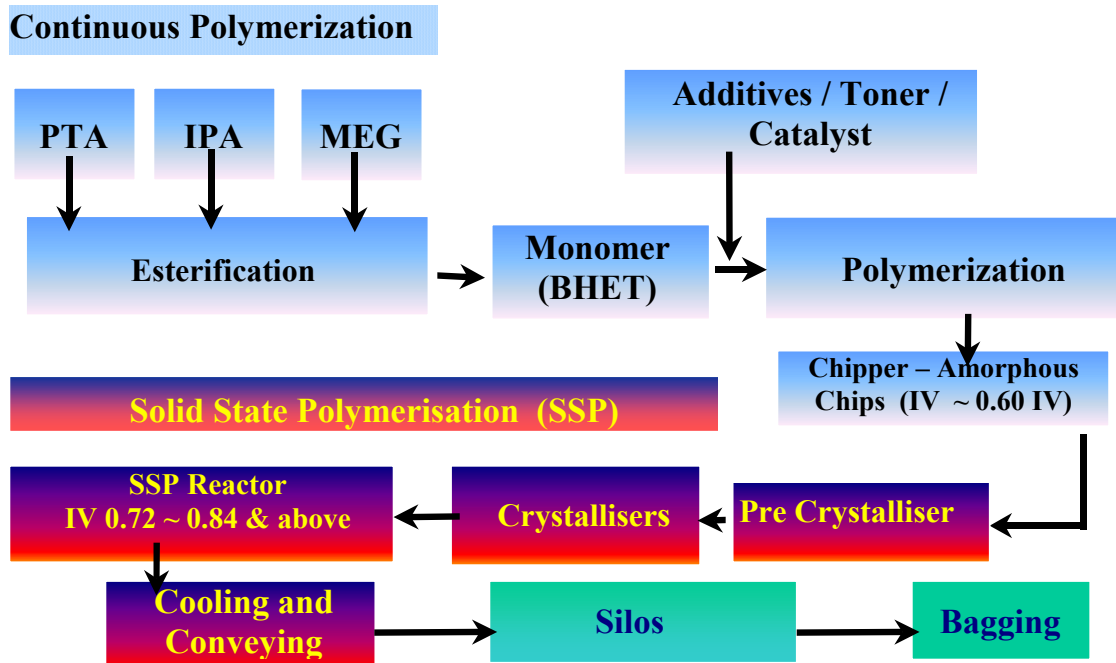 Continuous Polymerization
PTA
IPA
MEG
Additives / Toner /
Catalyst
Esterification
Monomer
(BHET)
Polymerization
Chipper – Amorphous
Chips (IV ~ 0.60 IV)
Solid State Polymerisation (SSP)
SSP Reactor
IV 0.72 ~ 0.84 & above
Crystallisers
Pre Crystalliser
Cooling and
Conveying
Silos
Bagging